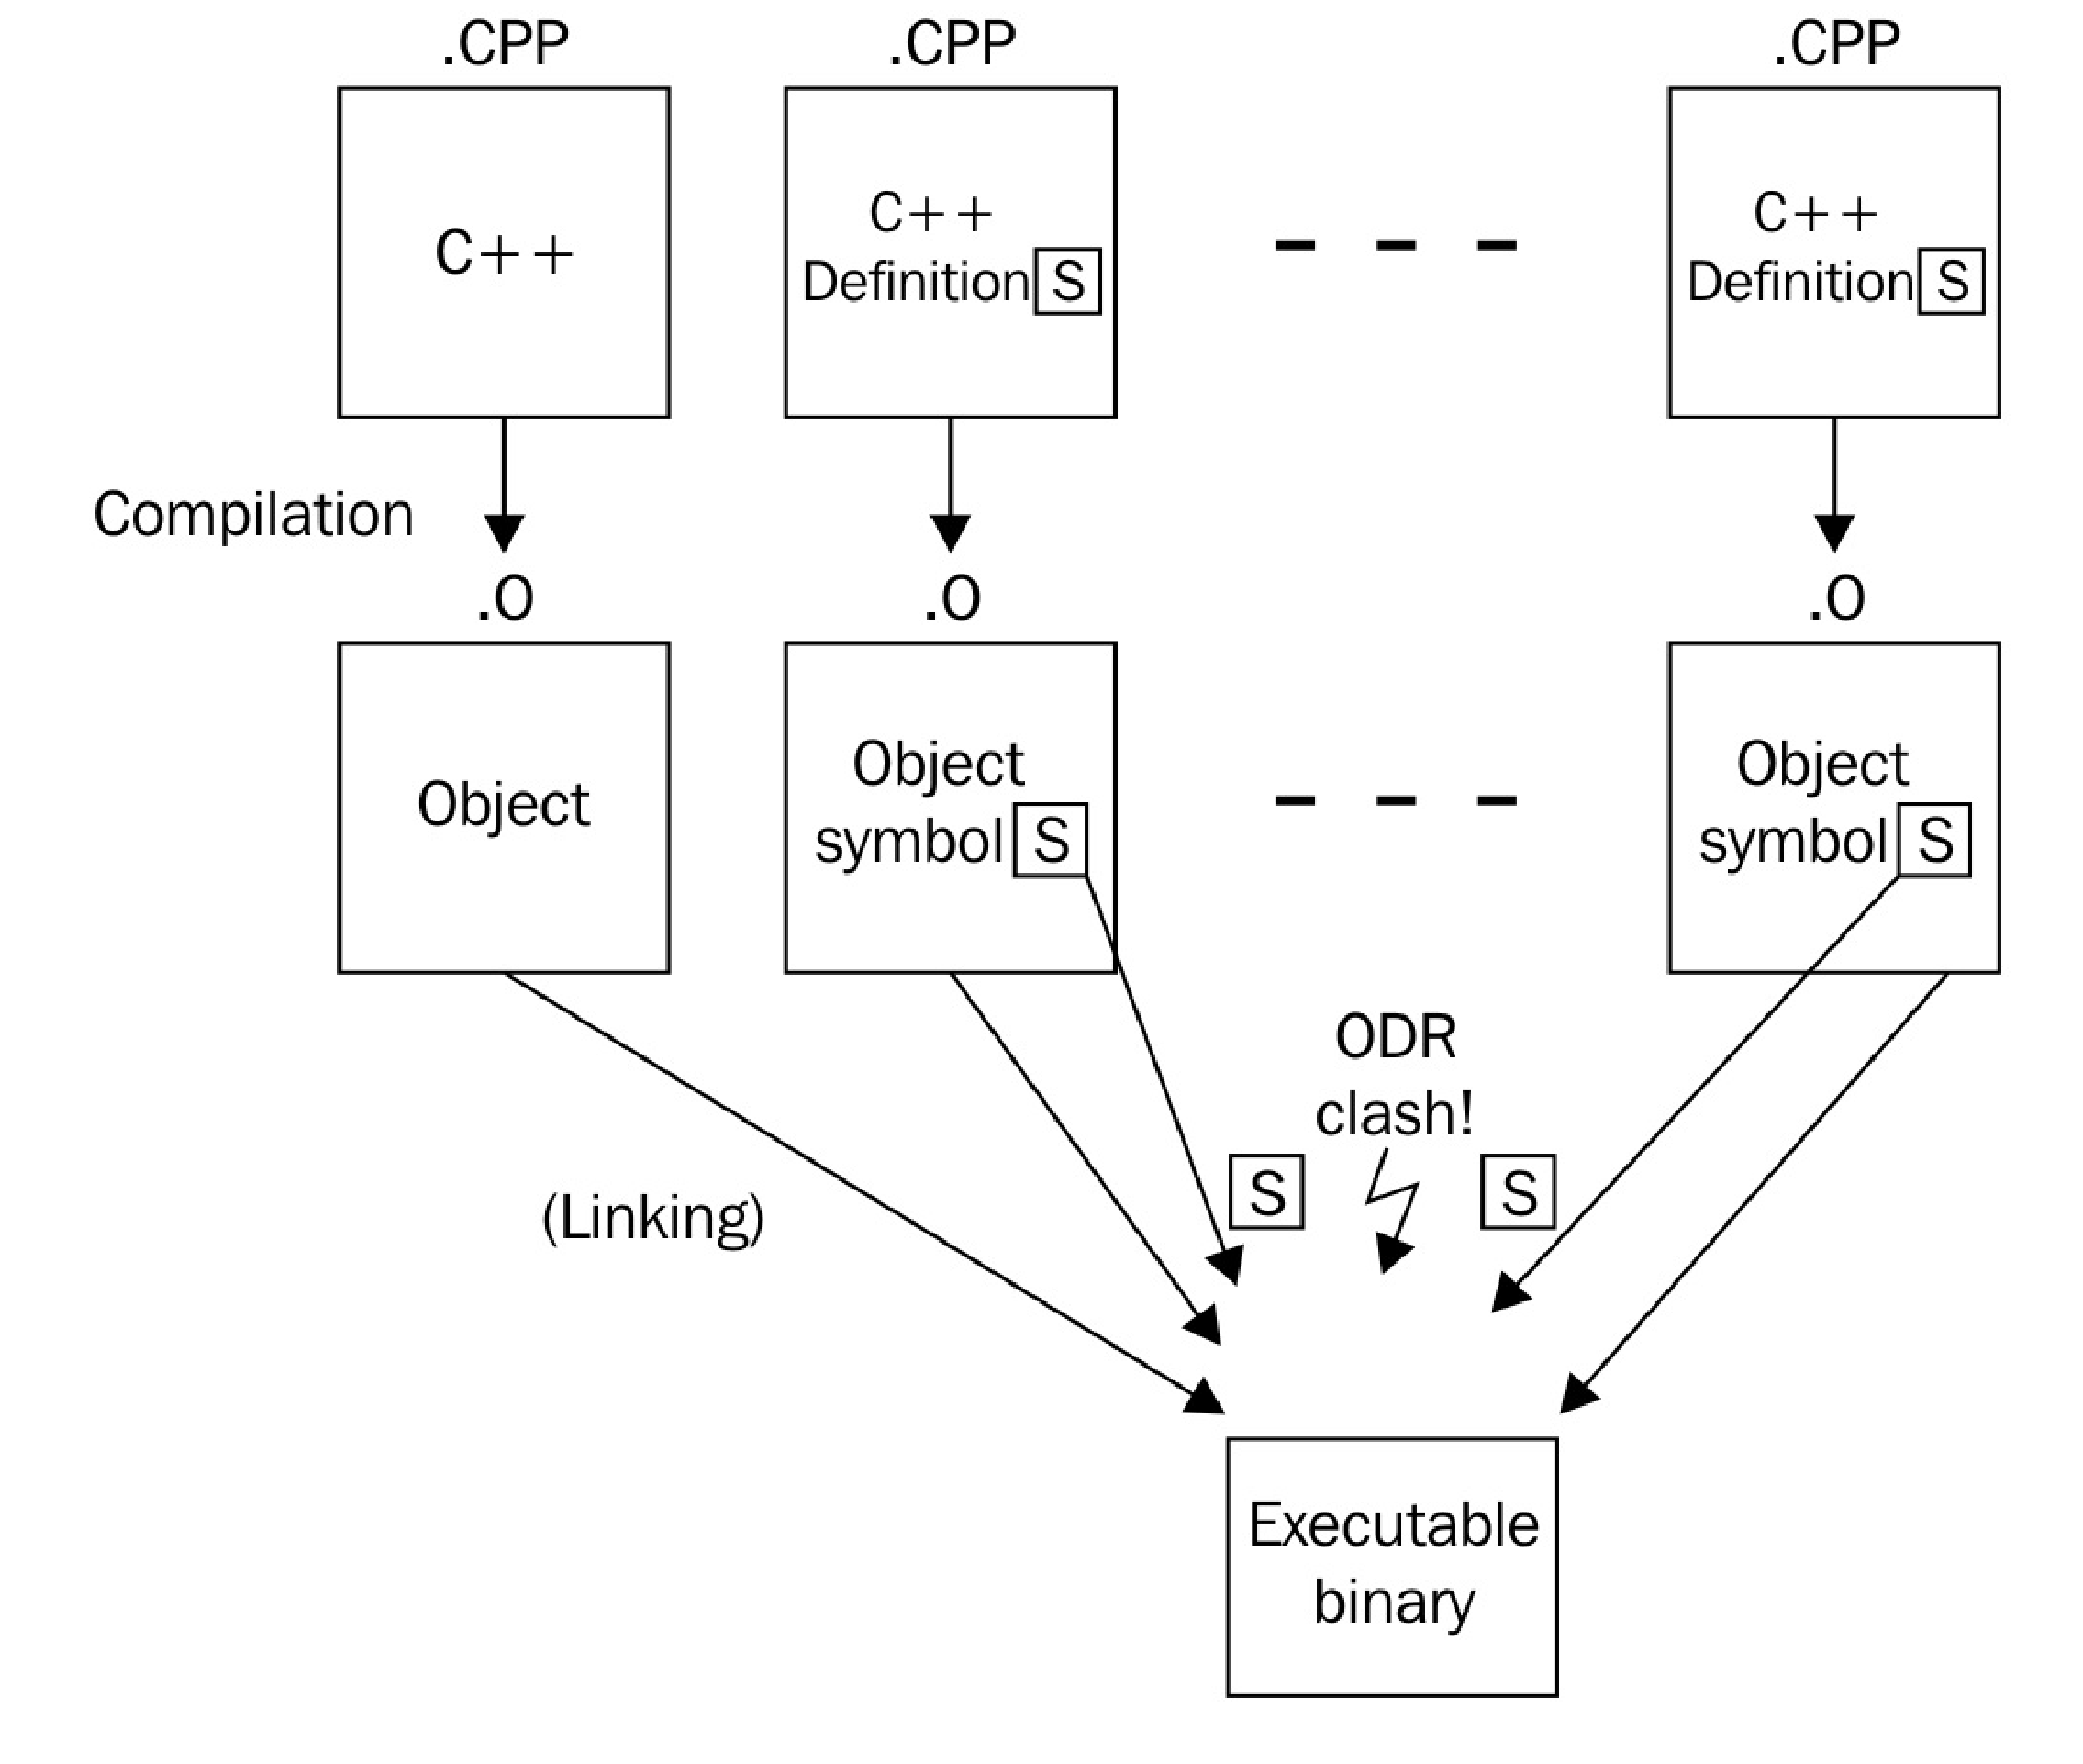 .CPP
.CPP
.CPP
C++
C++
Definition S
C++
Definition S
Compilation
.O
.O
.O
Object
Object
symbol S
Object
symbol S
ODR
clash!
S
S
(Linking)
Executable
binary